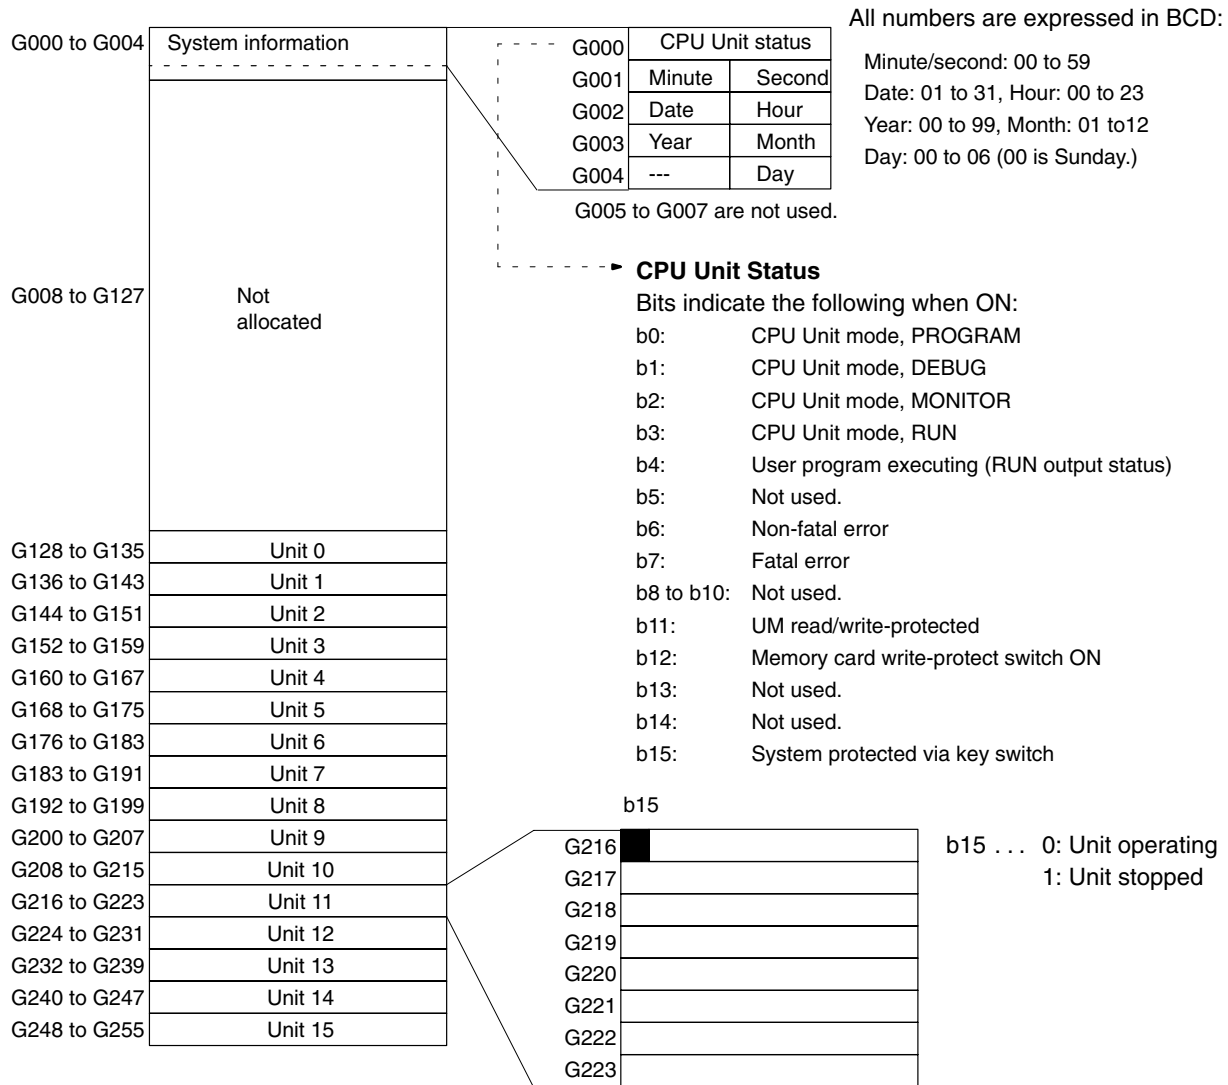 All numbers are expressed in BCD:
G000 to G004 System information
G000 CPU Unit status
G001 Minute Second
G002 Date Hour
G003 Year Month
G004 --- Day
Minute/second: 00 to 59
Date: 01 to 31, Hour: 00 to 23
Year: 00 to 99, Month: 01 to12
Day: 00 to 06 (00 is Sunday.)
G005 to G007 are not used.
G008 to G127 Not
allocated
CPU Unit Status
Bits indicate the following when ON:
b0: CPU Unit mode, PROGRAM
b1: CPU Unit mode, DEBUG
b2: CPU Unit mode, MONITOR
b3: CPU Unit mode, RUN
b4: User program executing (RUN output status)
b5: Not used.
b6: Non-fatal error
b7: Fatal error
b8 to b10: Not used.
b11: UM read/write-protected
b12: Memory card write-protect switch ON
b13: Not used.
b14: Not used.
b15: System protected via key switch
G128 to G135 Unit 0
G136 to G143 Unit 1
G144 to G151 Unit 2
G152 to G159 Unit 3
G160 to G167 Unit 4
G168 to G175 Unit 5
G176 to G183 Unit 6
G183 to G191 Unit 7
G192 to G199 Unit 8
G200 to G207 Unit 9
G208 to G215 Unit 10
G216 to G223 Unit 11
G224 to G231 Unit 12
G232 to G239 Unit 13
G240 to G247 Unit 14
G248 to G255 Unit 15
b15
G216
G217
G218
G219
G220
G221
G222
G223
b15 . . . 0: Unit operating
1: Unit stopped